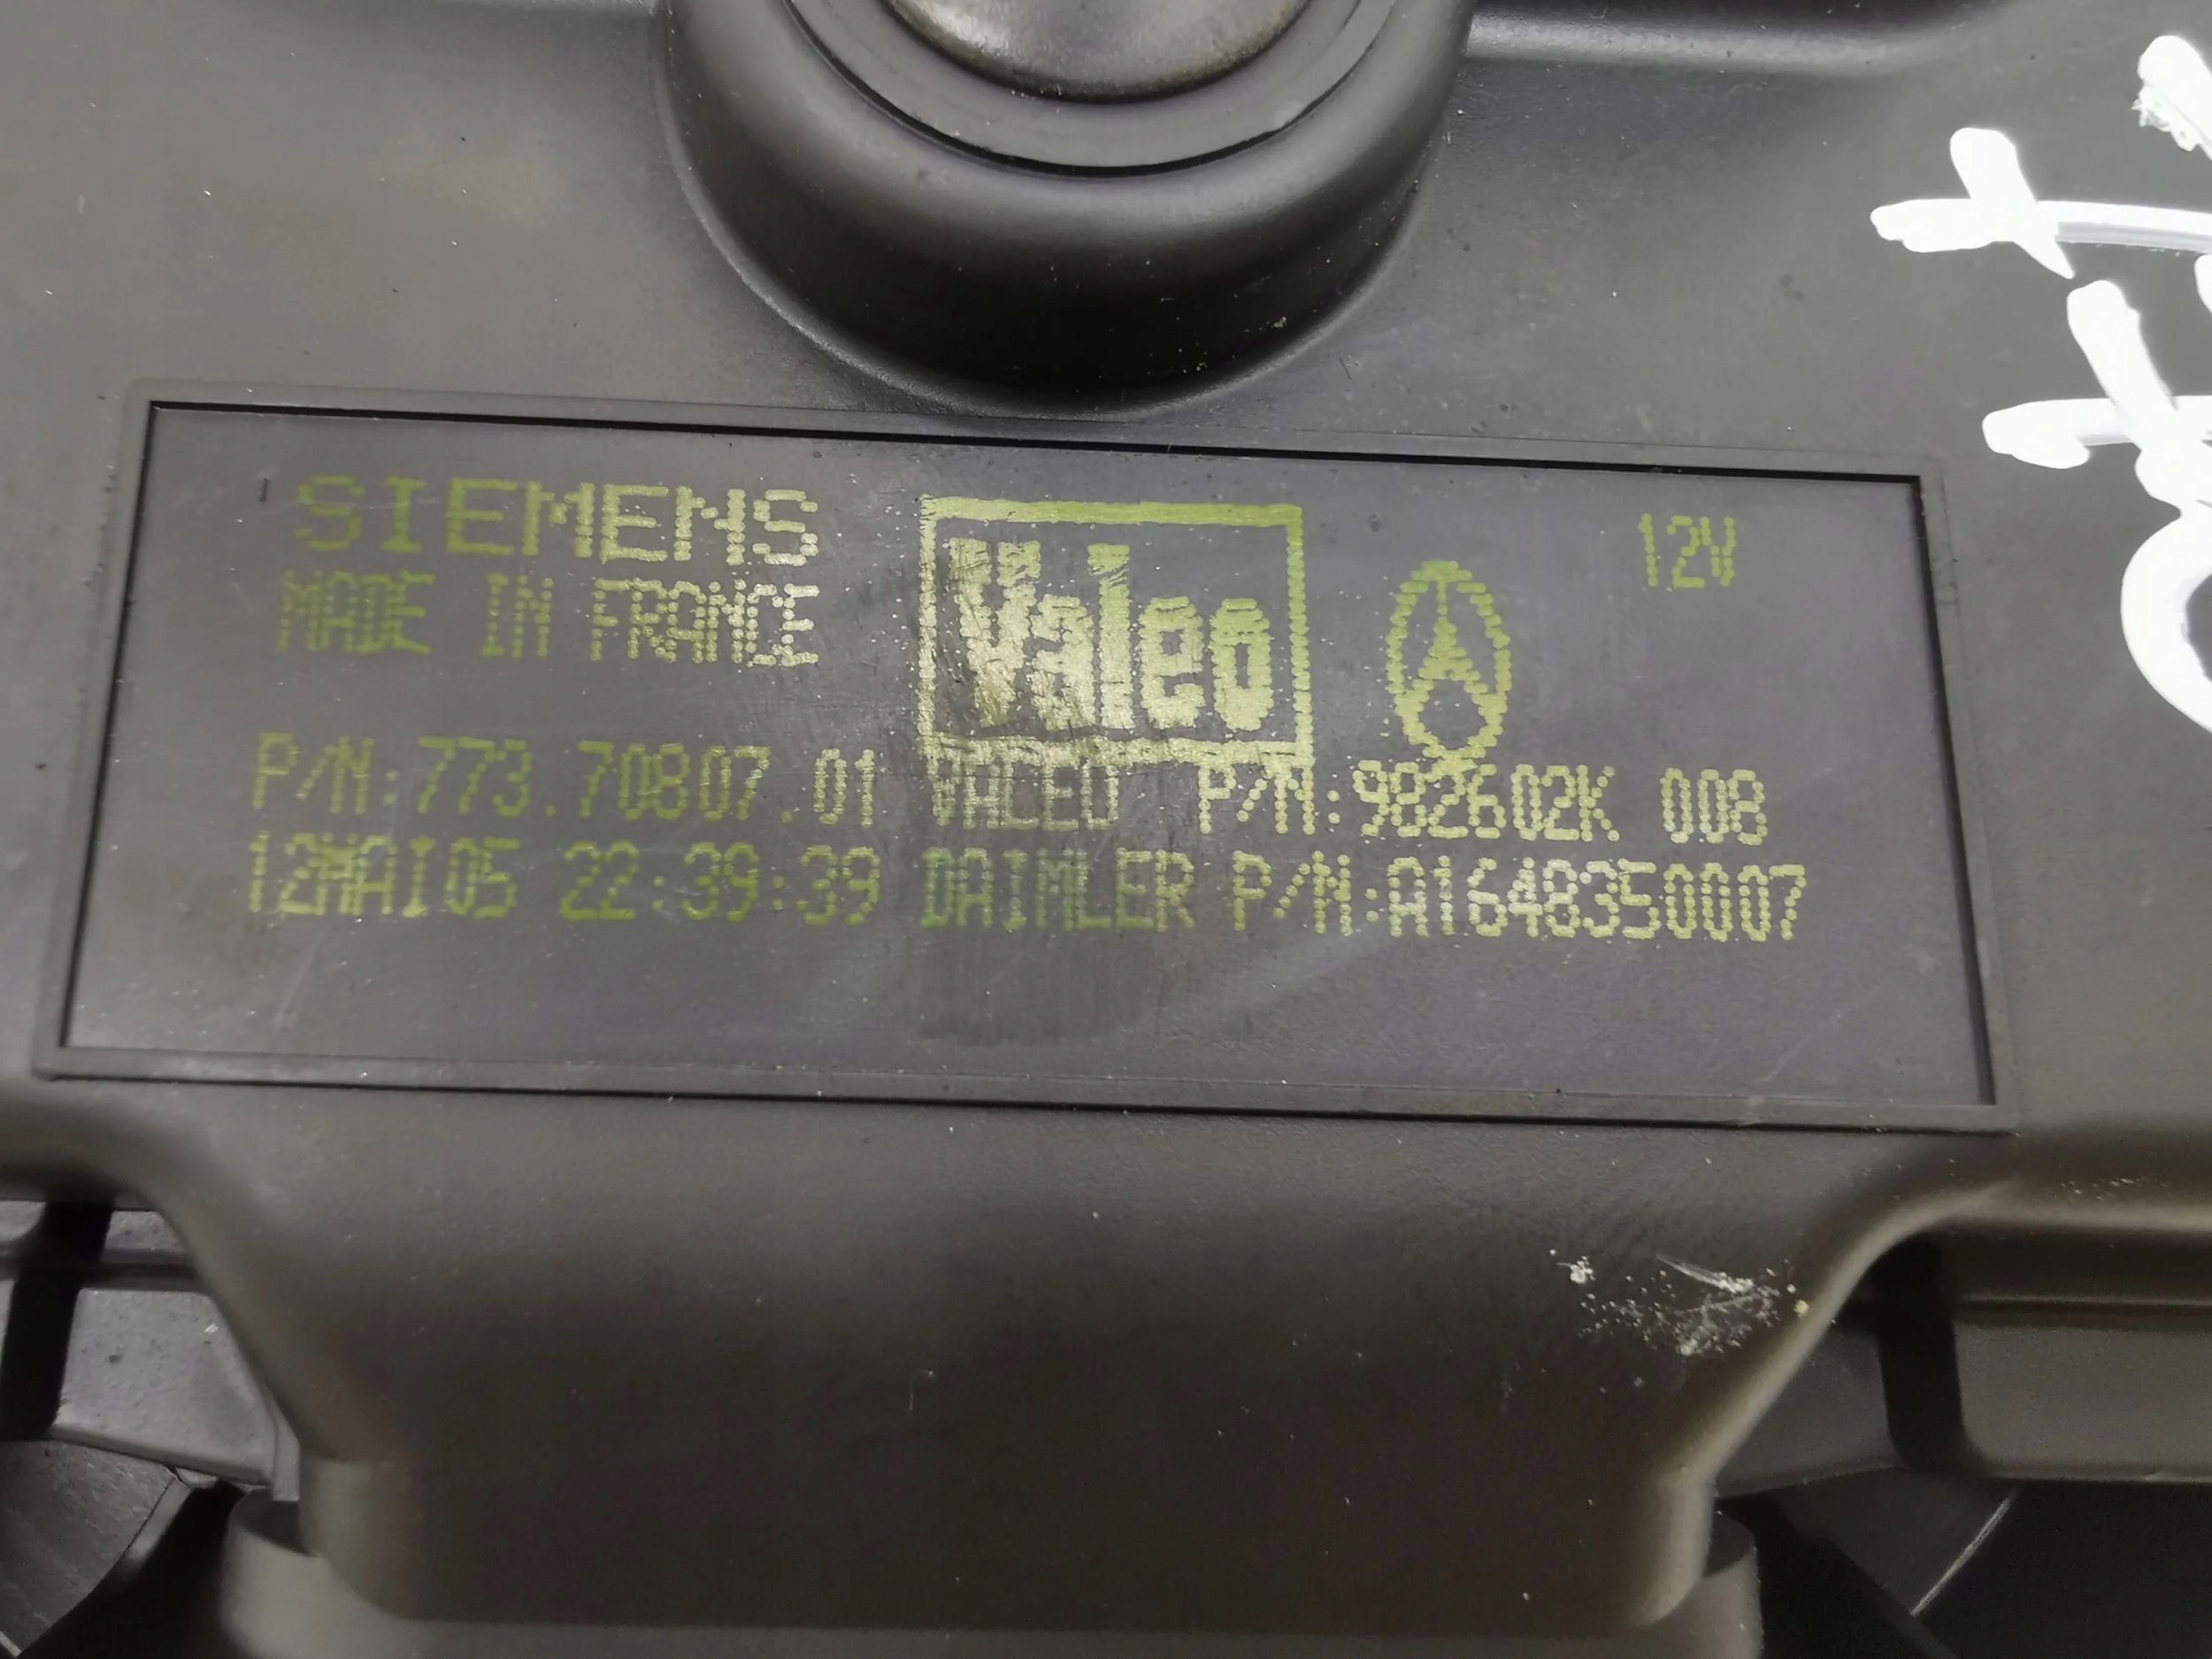 SIEMENS
MADE IN FRANCE
Valeo
12V
P/N:773.70807.01 VALEO P/N:982602K 008
12MAI05 22:39:39 DAIMLER P/N:A1648350007